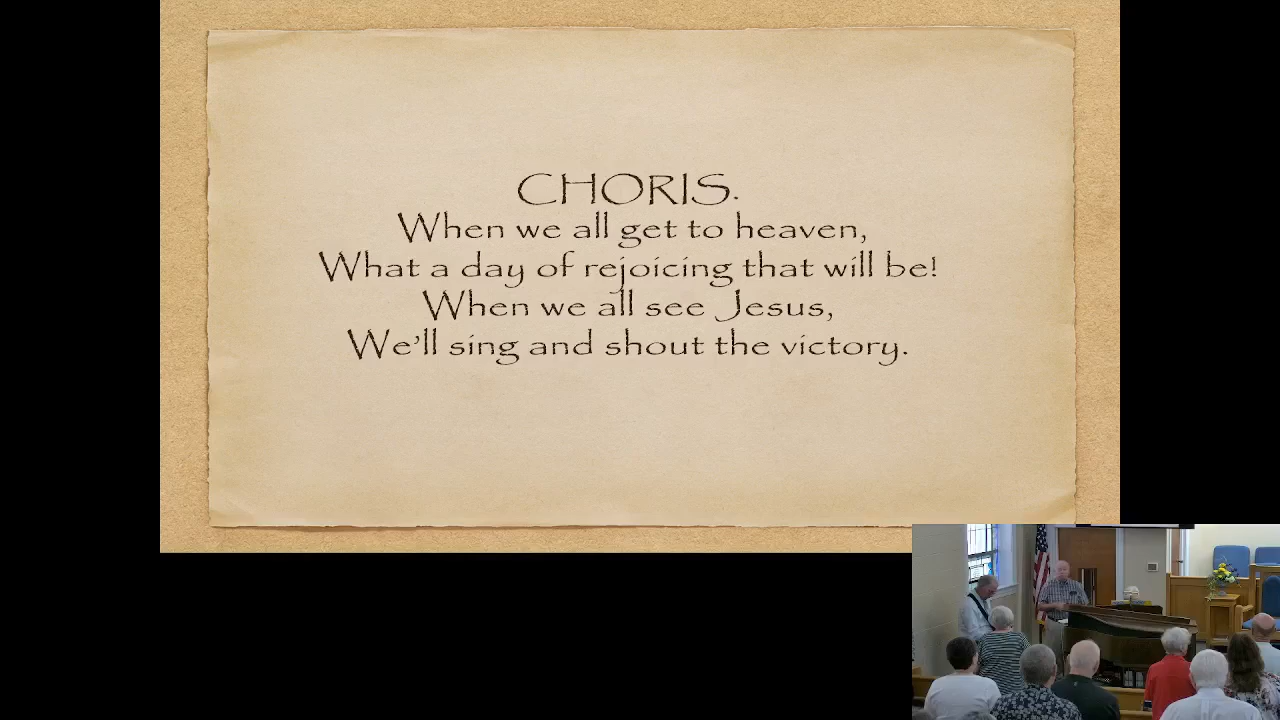 CHORIS.
When we all get to heaven,
What a day of rejoicing that will be!
When we all see Jesus,
We'll sing and shout the victory.